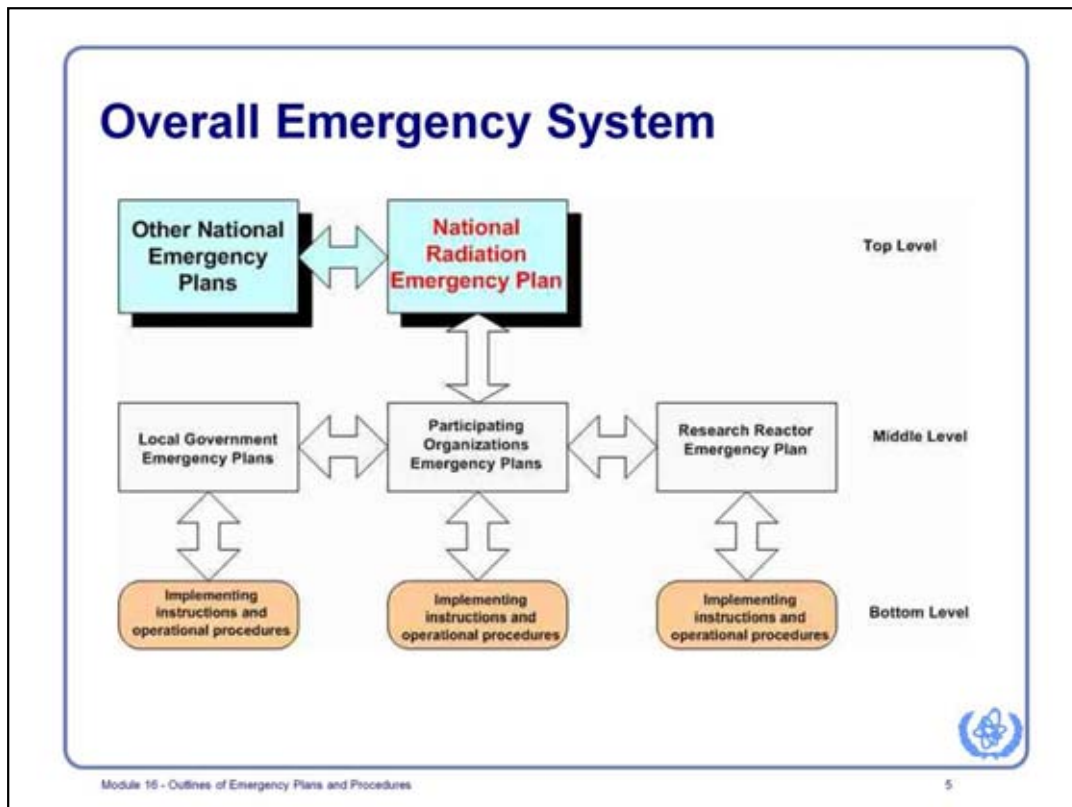 Overall Emergency System
Other National
Emergency
Plans
National
Radiation
Emergency Plan
Top Level
Local Government
Emergency Plans
Participating
Organizations
Emergency Plans
Research Reactor
Emergency Plan
Middle Level
Implementing
instructions and
operational procedures
Implementing
instructions and
operational procedures
Implementing
instructions and
operational procedures
Bottom Level
Module 16 - Outlines of Emergency Plans and Procedures
5